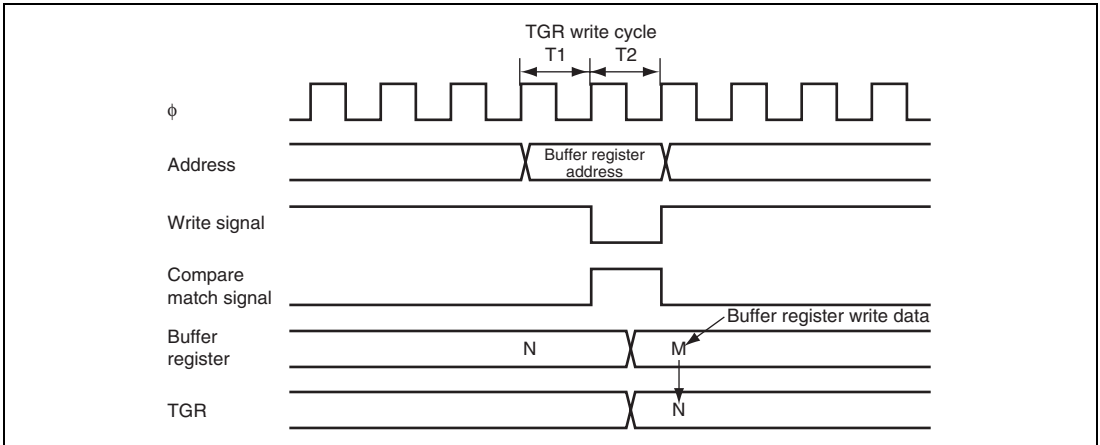 TGR write cycle
T1 T2
ϕ
Address
Buffer register
address
Write signal
Compare
match signal
Buffer register write data
Buffer
register
N M
TGR
N